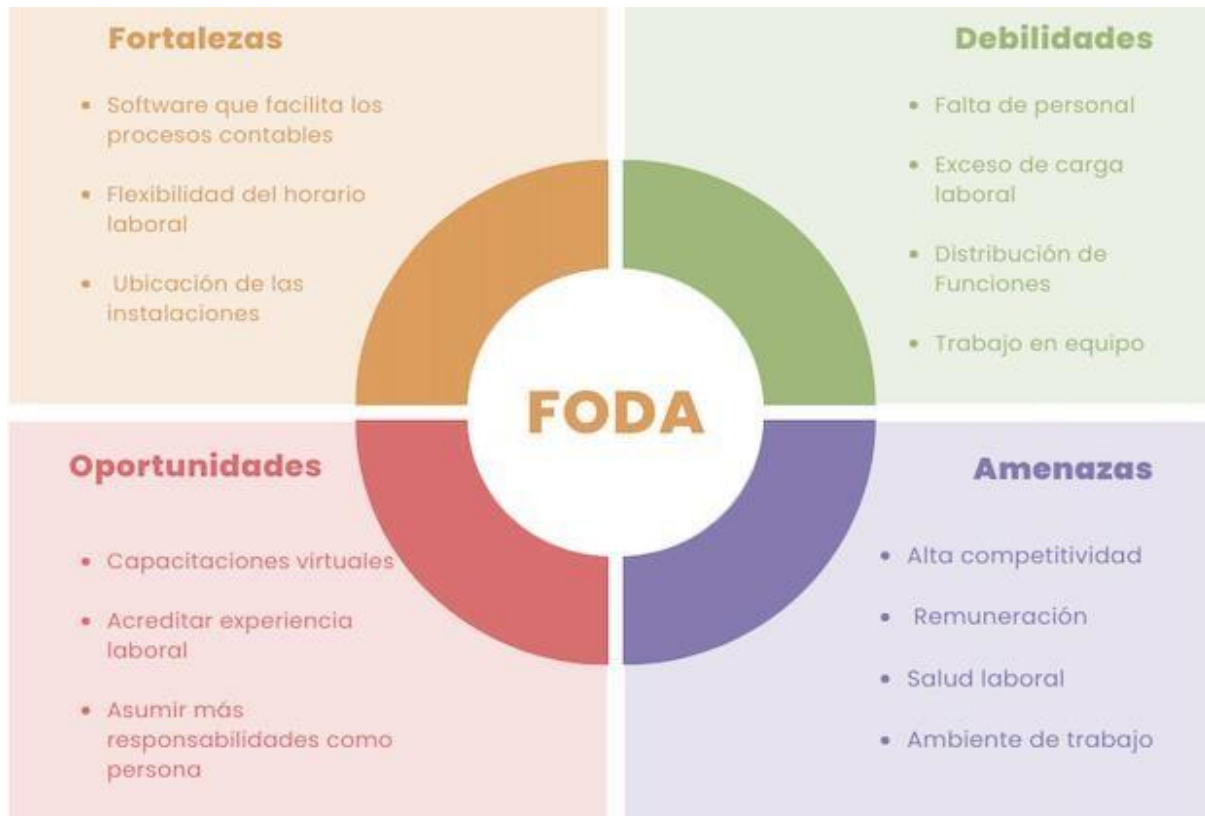 Fortalezas
• Software que facilita los
procesos contables
• Flexibilidad del horario
laboral
• Ubicación de las
instalaciones
Debilidades
• Falta de personal
• Exceso de carga
laboral
• Distribución de
Funciones
• Trabajo en equipo
FODA
Oportunidades
• Capacitaciones virtuales
• Acreditar experiencia
laboral
• Asumir más
responsabilidades como
persona
Amenazas
• Alta competitividad
• Remuneración
• Salud laboral
• Ambiente de trabajo